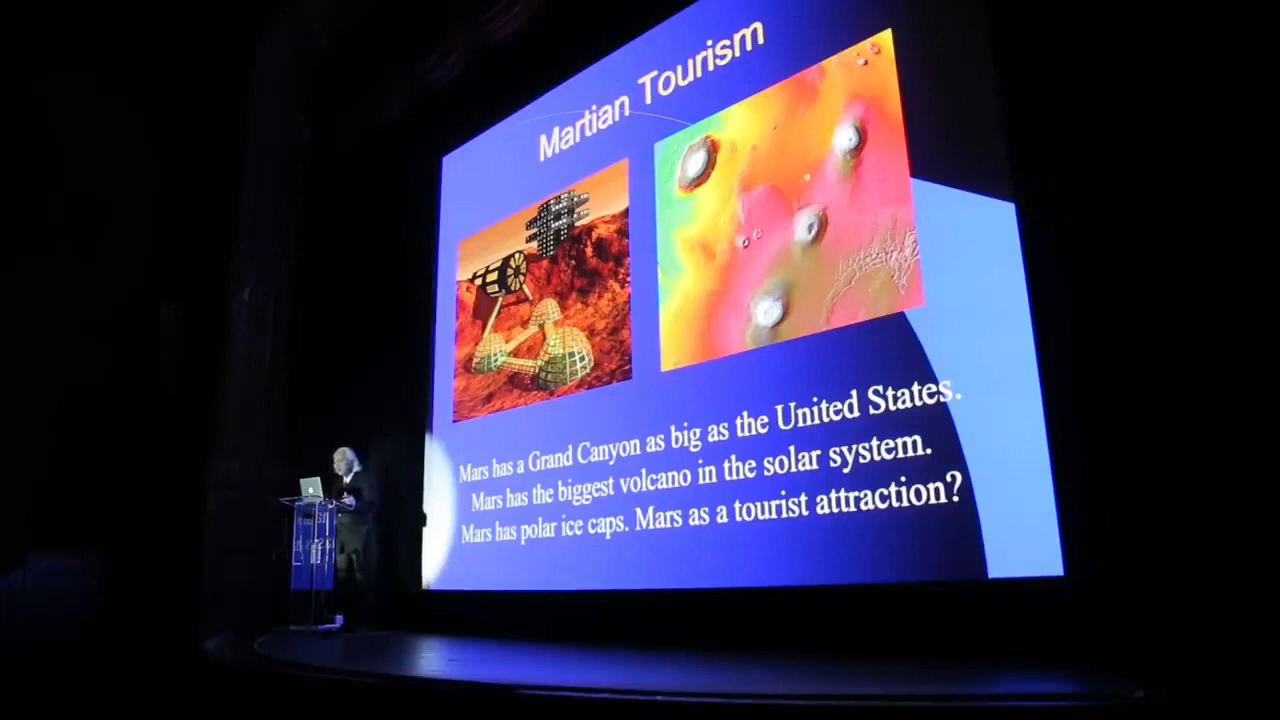 Martian Tourism
Mars has a Grand Canyon as big as the United States.
Mars has the biggest volcano in the solar system.
Mars has polar ice caps. Mars as a tourist attraction?